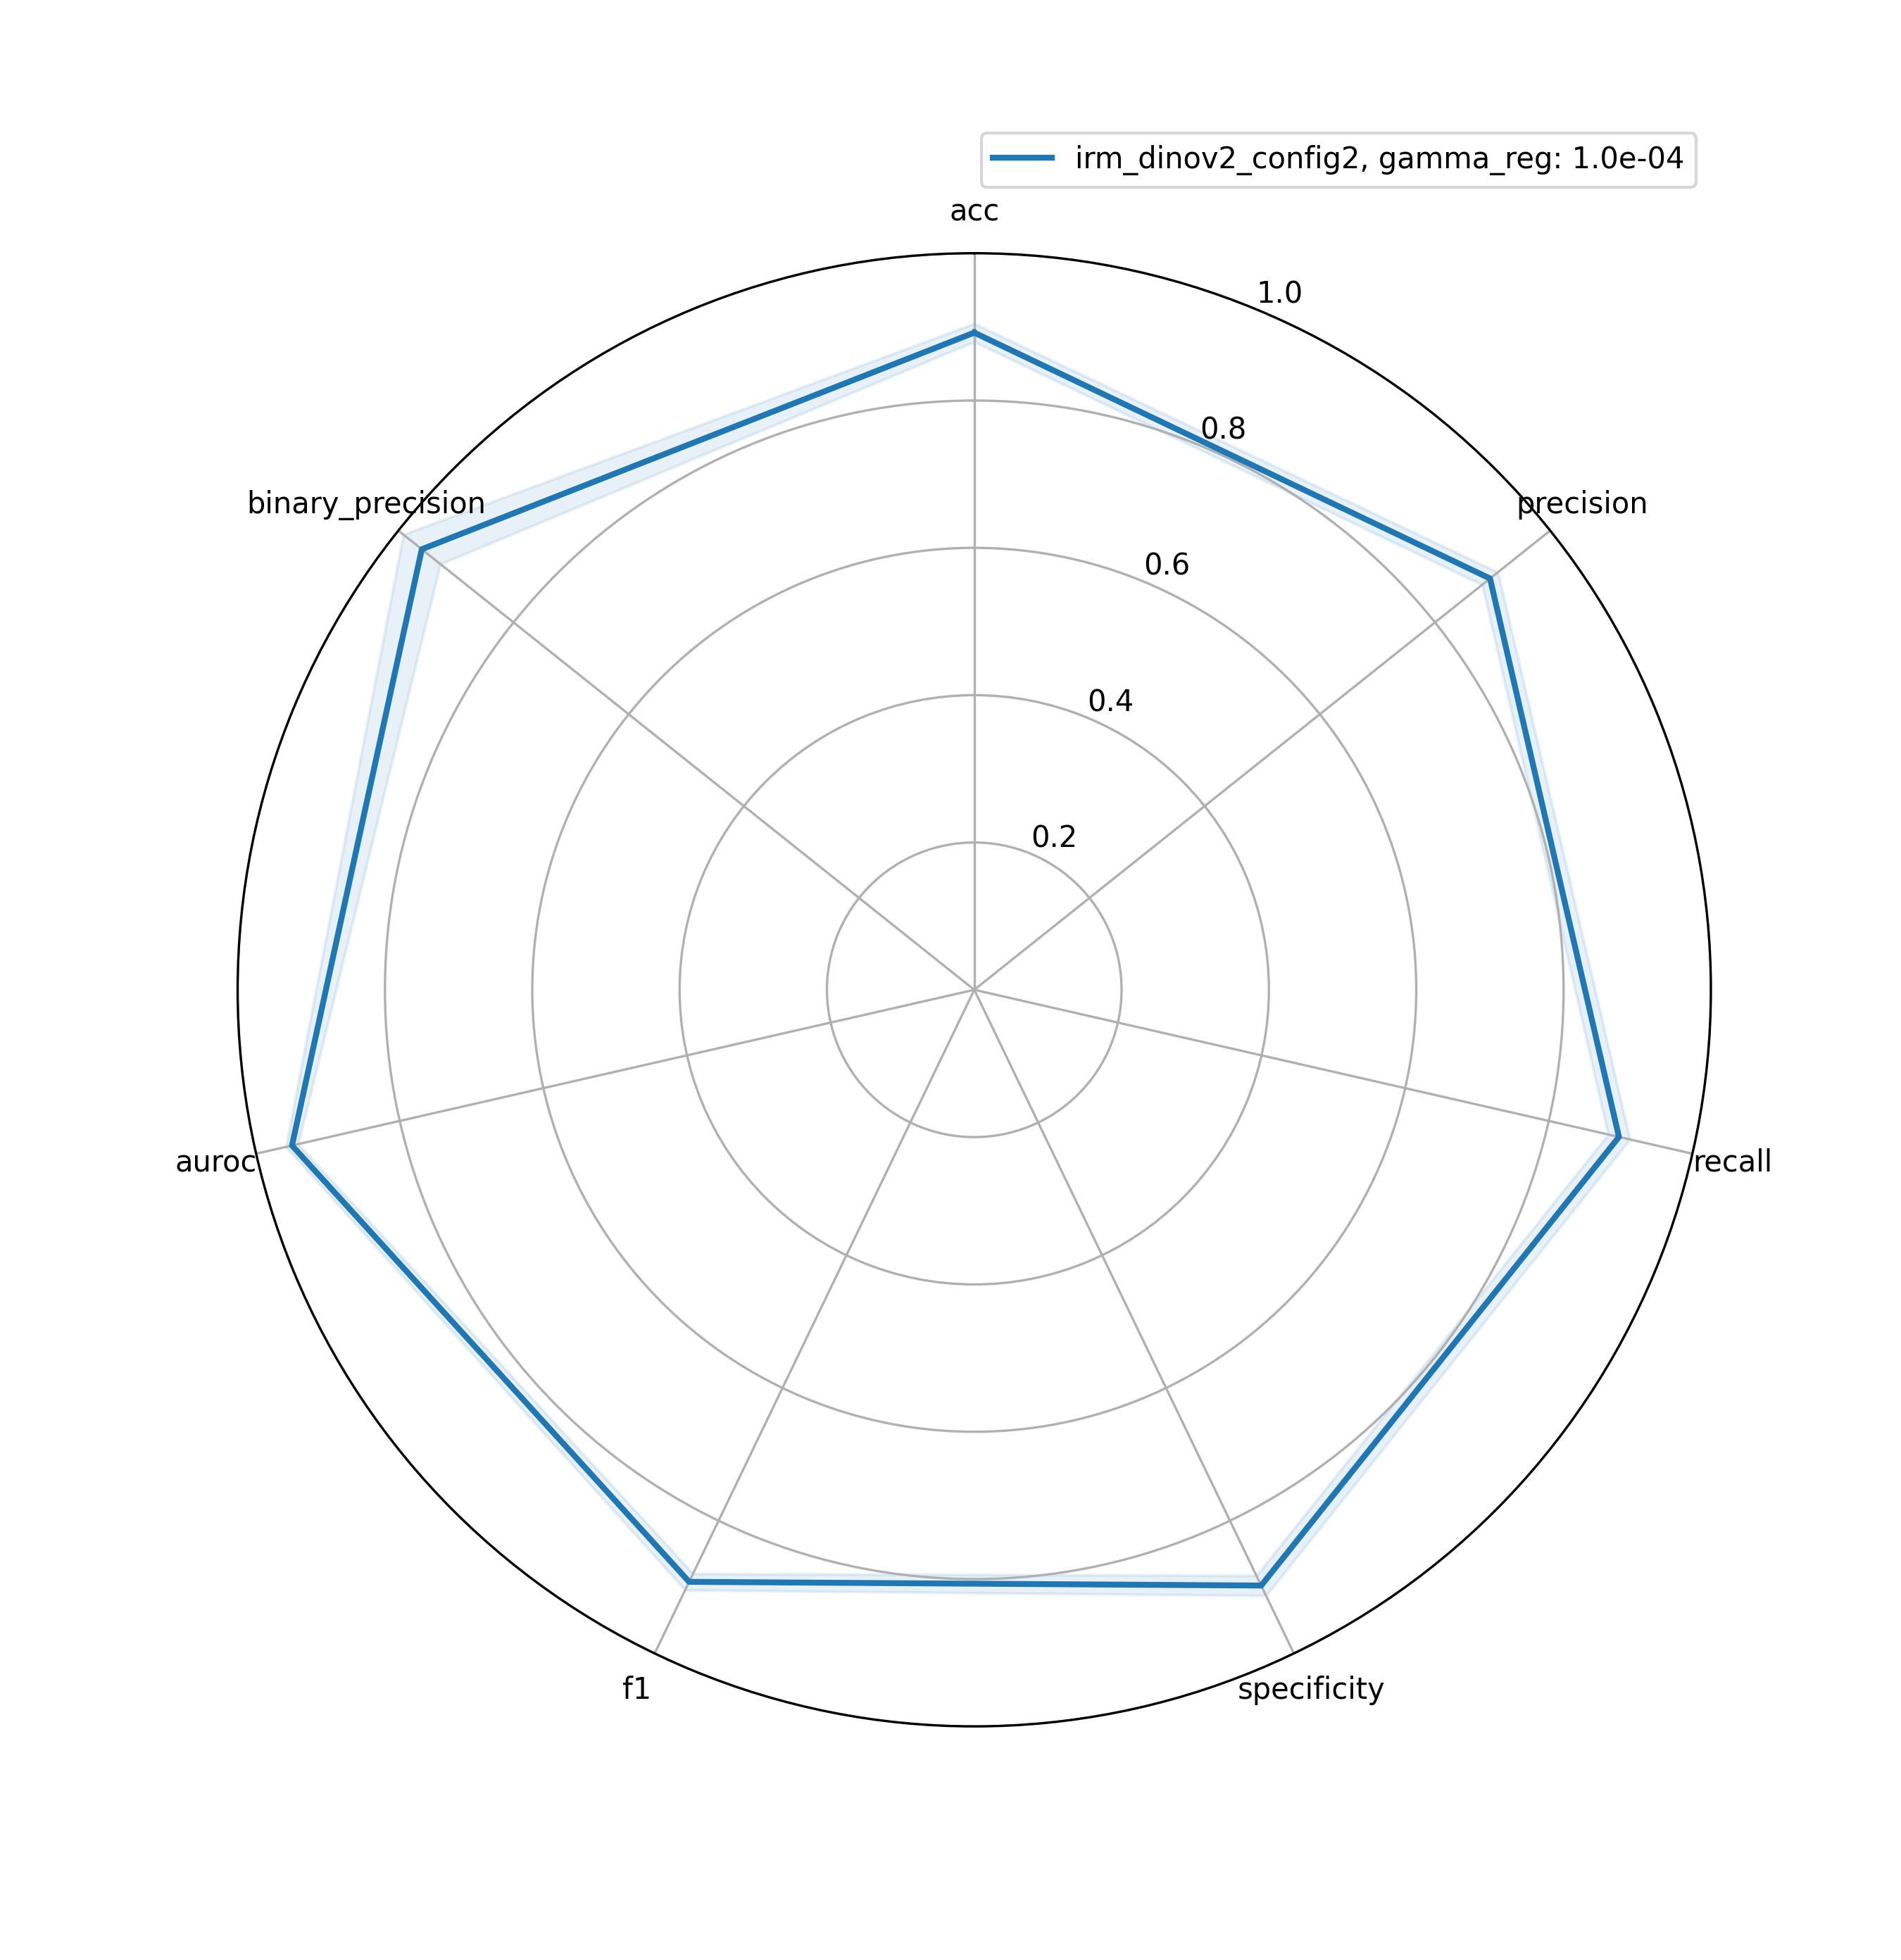 irm_dinov2_config2, gamma_reg: 1.0e-04
acc
1.0
0.8
binary_precision
precision
0.6
0.4
0.2
auroc
recall
f1
specificity